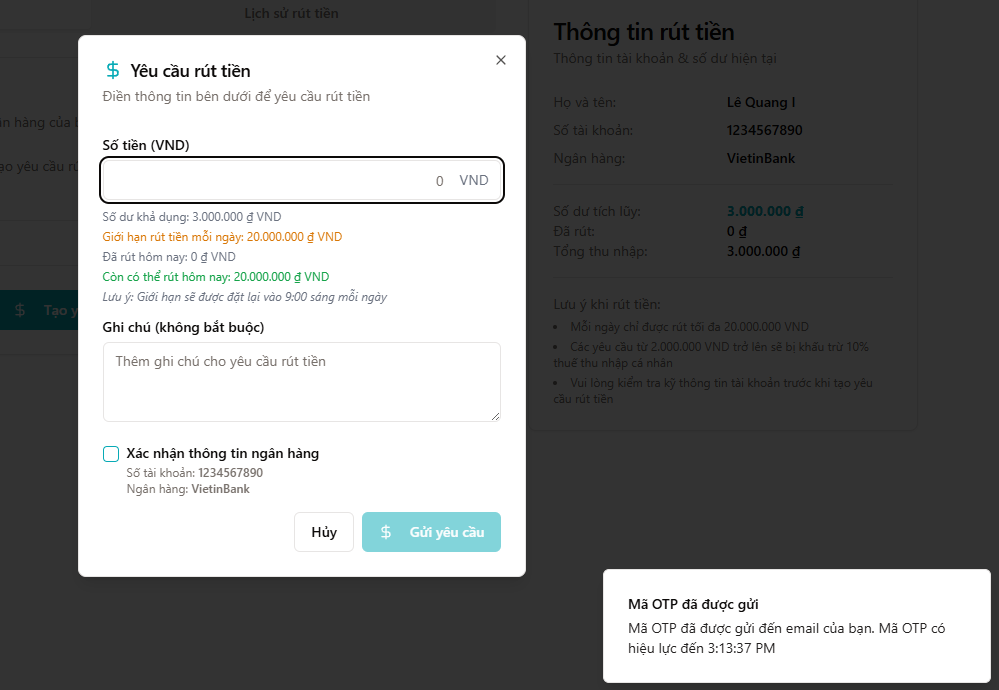 Lịch sử rút tiền
Yêu cầu rút tiền
Điền thông tin bên dưới để yêu cầu rút tiền
Số tiền (VND)
0 VND
Số dư khả dụng: 3.000.000 ₫ VND
Giới hạn rút tiền mỗi ngày: 20.000.000 ₫ VND
Đã rút hôm nay: 0 ₫ VND
Còn có thể rút hôm nay: 20.000.000 ₫ VND
Lưu ý: Giới hạn sẽ được đặt lại vào 9:00 sáng mỗi ngày
Ghi chú (không bắt buộc)
Thêm ghi chú cho yêu cầu rút tiền
Xác nhận thông tin ngân hàng
Số tài khoản: 1234567890
Ngân hàng: VietinBank
Hủy
$ Gửi yêu cầu
hàng của
yêu cầu
$ Tạo
Thông tin rút tiền
Thông tin tài khoản & số dư hiện tại
Họ và tên: Lê Quang I
Số tài khoản: 1234567890
Ngân hàng: VietinBank
Số dư tích lũy: 3.000.000 ₫
Đã rút: 0 ₫
Tổng thu nhập: 3.000.000 ₫
Lưu ý khi rút tiền:
• Mỗi ngày chỉ được rút tối đa 20.000.000 VND
• Các yêu cầu từ 2.000.000 VND trở lên sẽ bị khấu trừ 10%
thuế thu nhập cá nhân
• Vui lòng kiểm tra kỹ thông tin tài khoản trước khi tạo yêu
cầu rút tiền
Mã OTP đã được gửi
Mã OTP đã được gửi đến email của bạn. Mã OTP có
hiệu lực đến 3:13:37 PM